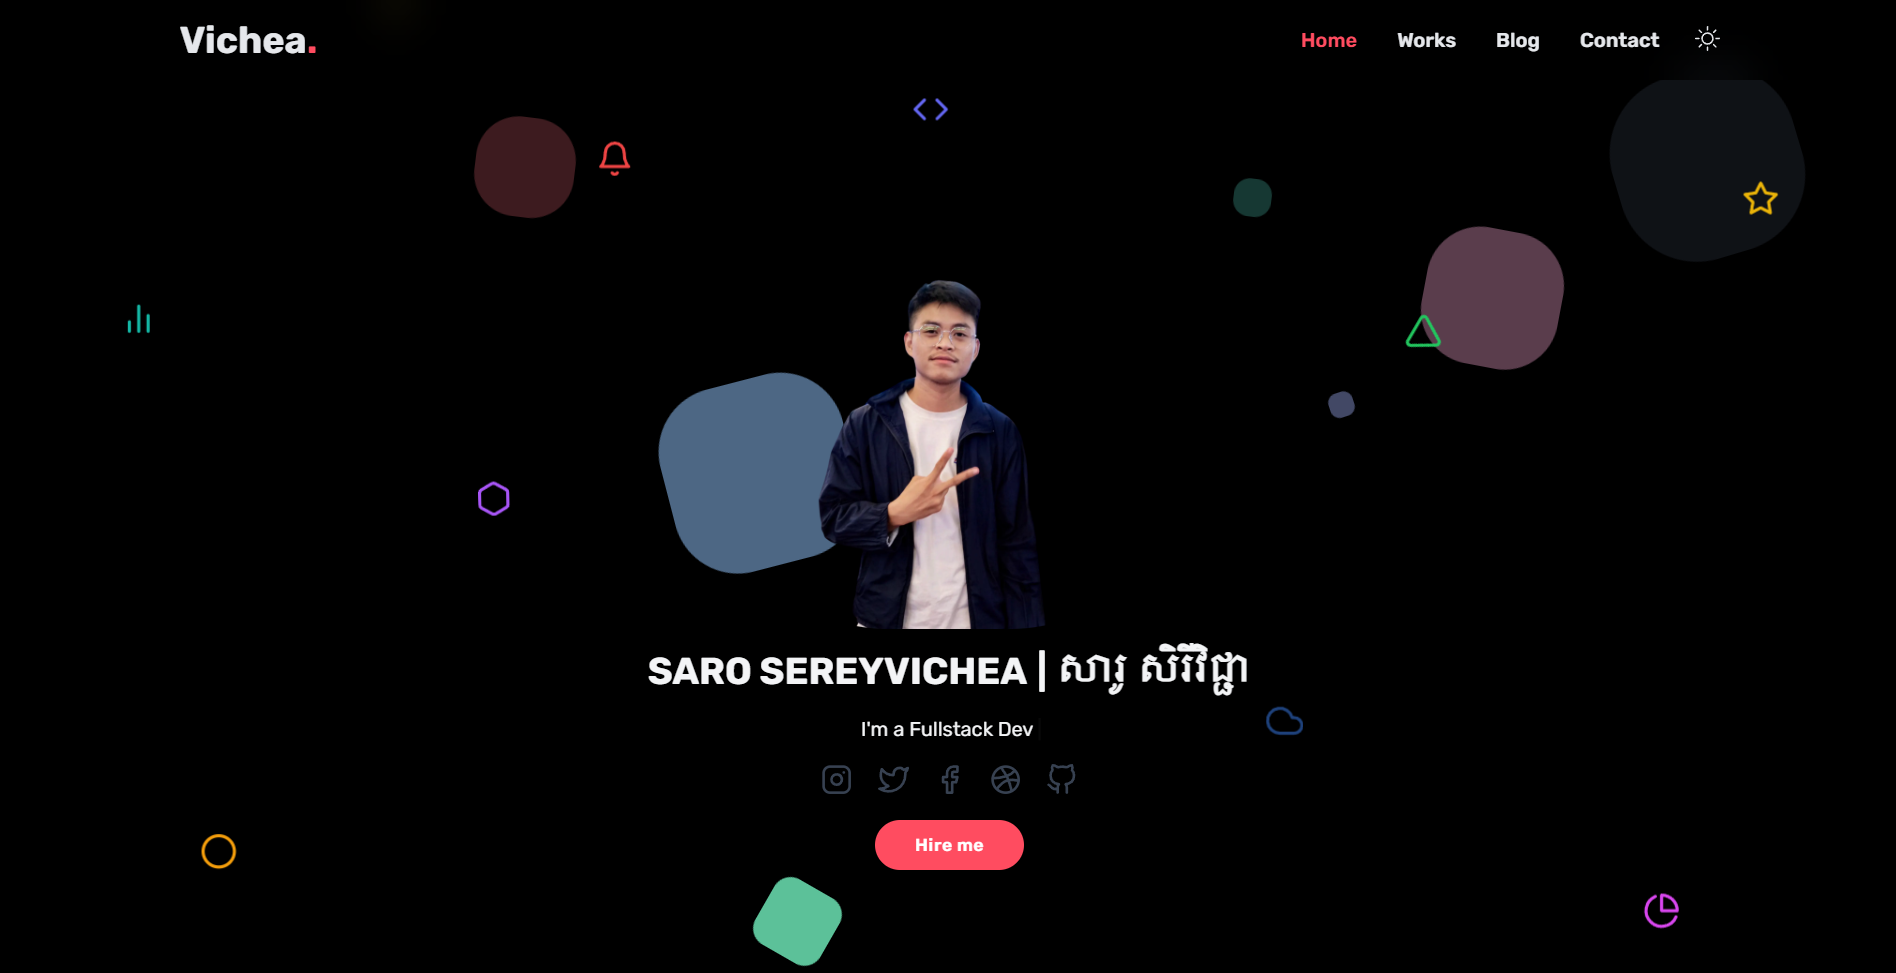 Vichea.
Home Works Blog Contact
SARO SEREYVICHEA | សារូ សិរីវិជ្ជា
I'm a Fullstack Dev
Hire me